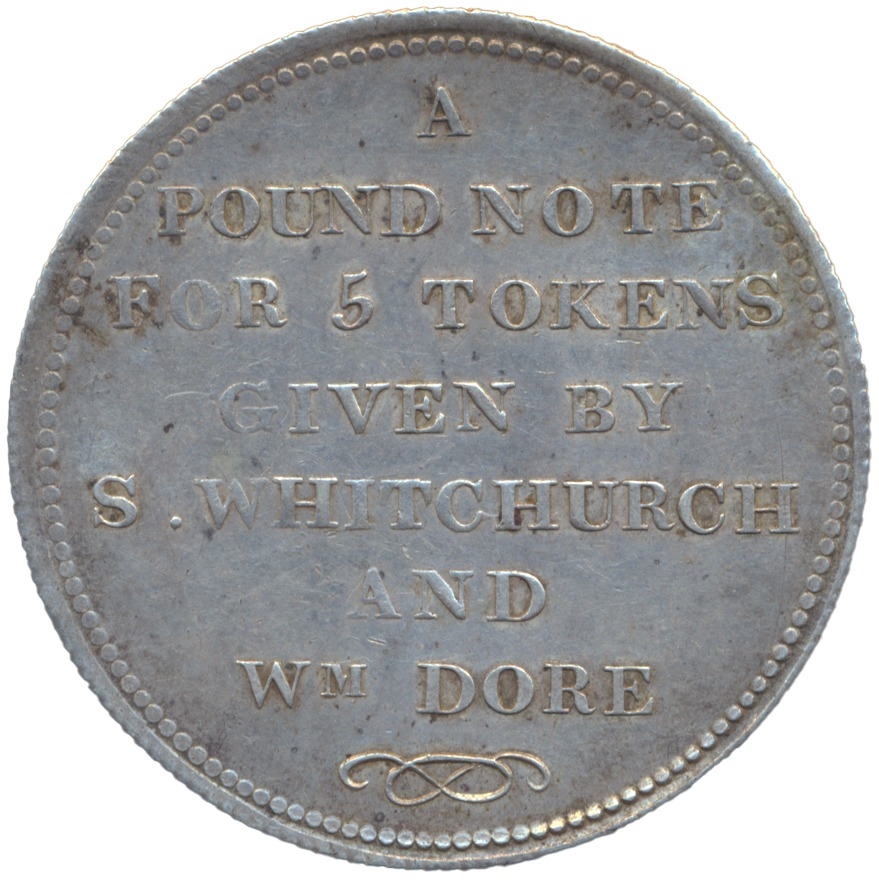 A
POUND NOTE
FOR 5 TOKENS
GIVEN BY
S . WHITCHURCH
AND
WM DORE